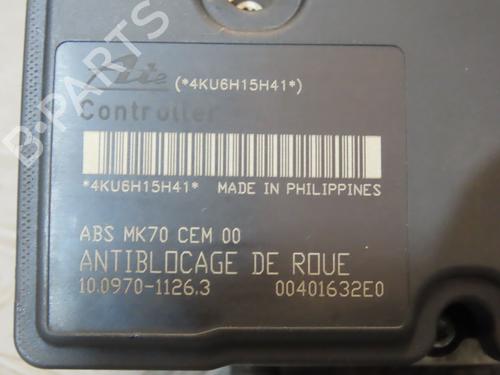 Ate (*4KU6H15H41*)
Controller
*4KU6H15H41* MADE IN PHILIPPINES
ABS MK70 CEM 00
ANTIBLOCAGE DE ROUE
10.0970-1126.3 00401632E0
B-PARTS